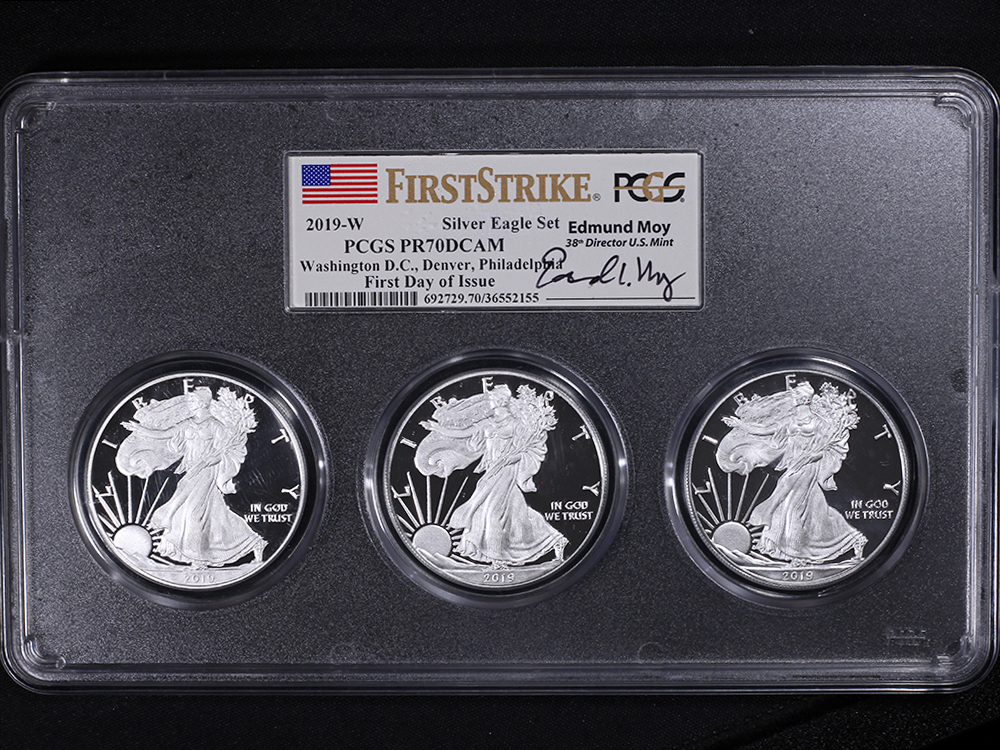 FIRSTSTRIKE® PCGS
2019-W Silver Eagle Set Edmund Moy
PCGS PR70DCAM 38th Director U.S. Mint
Washington D.C., Denver, Philadelphia
First Day of Issue
692729.70/36552155
LIBERTY
IN GOD
WE TRUST
2019
LIBERTY
IN GOD
WE TRUST
2019
LIBERTY
IN GOD
WE TRUST
2019